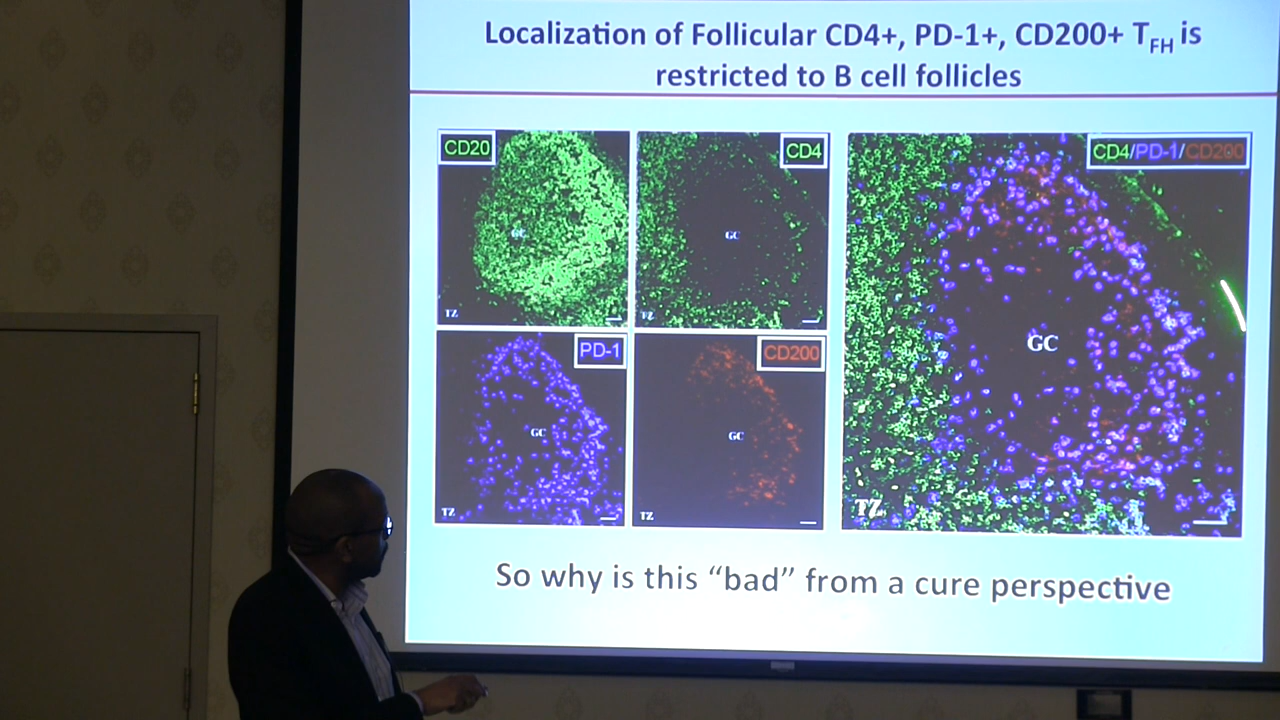 Localization of Follicular CD4+, PD-1+, CD200+ TFH is
restricted to B cell follicles
CD20
GC
TZ
CD4
GC
TZ
PD-1
GC
TZ
CD200
GC
TZ
CD4/PD-1/CD200
GC
TZ
So why is this “bad” from a cure perspective